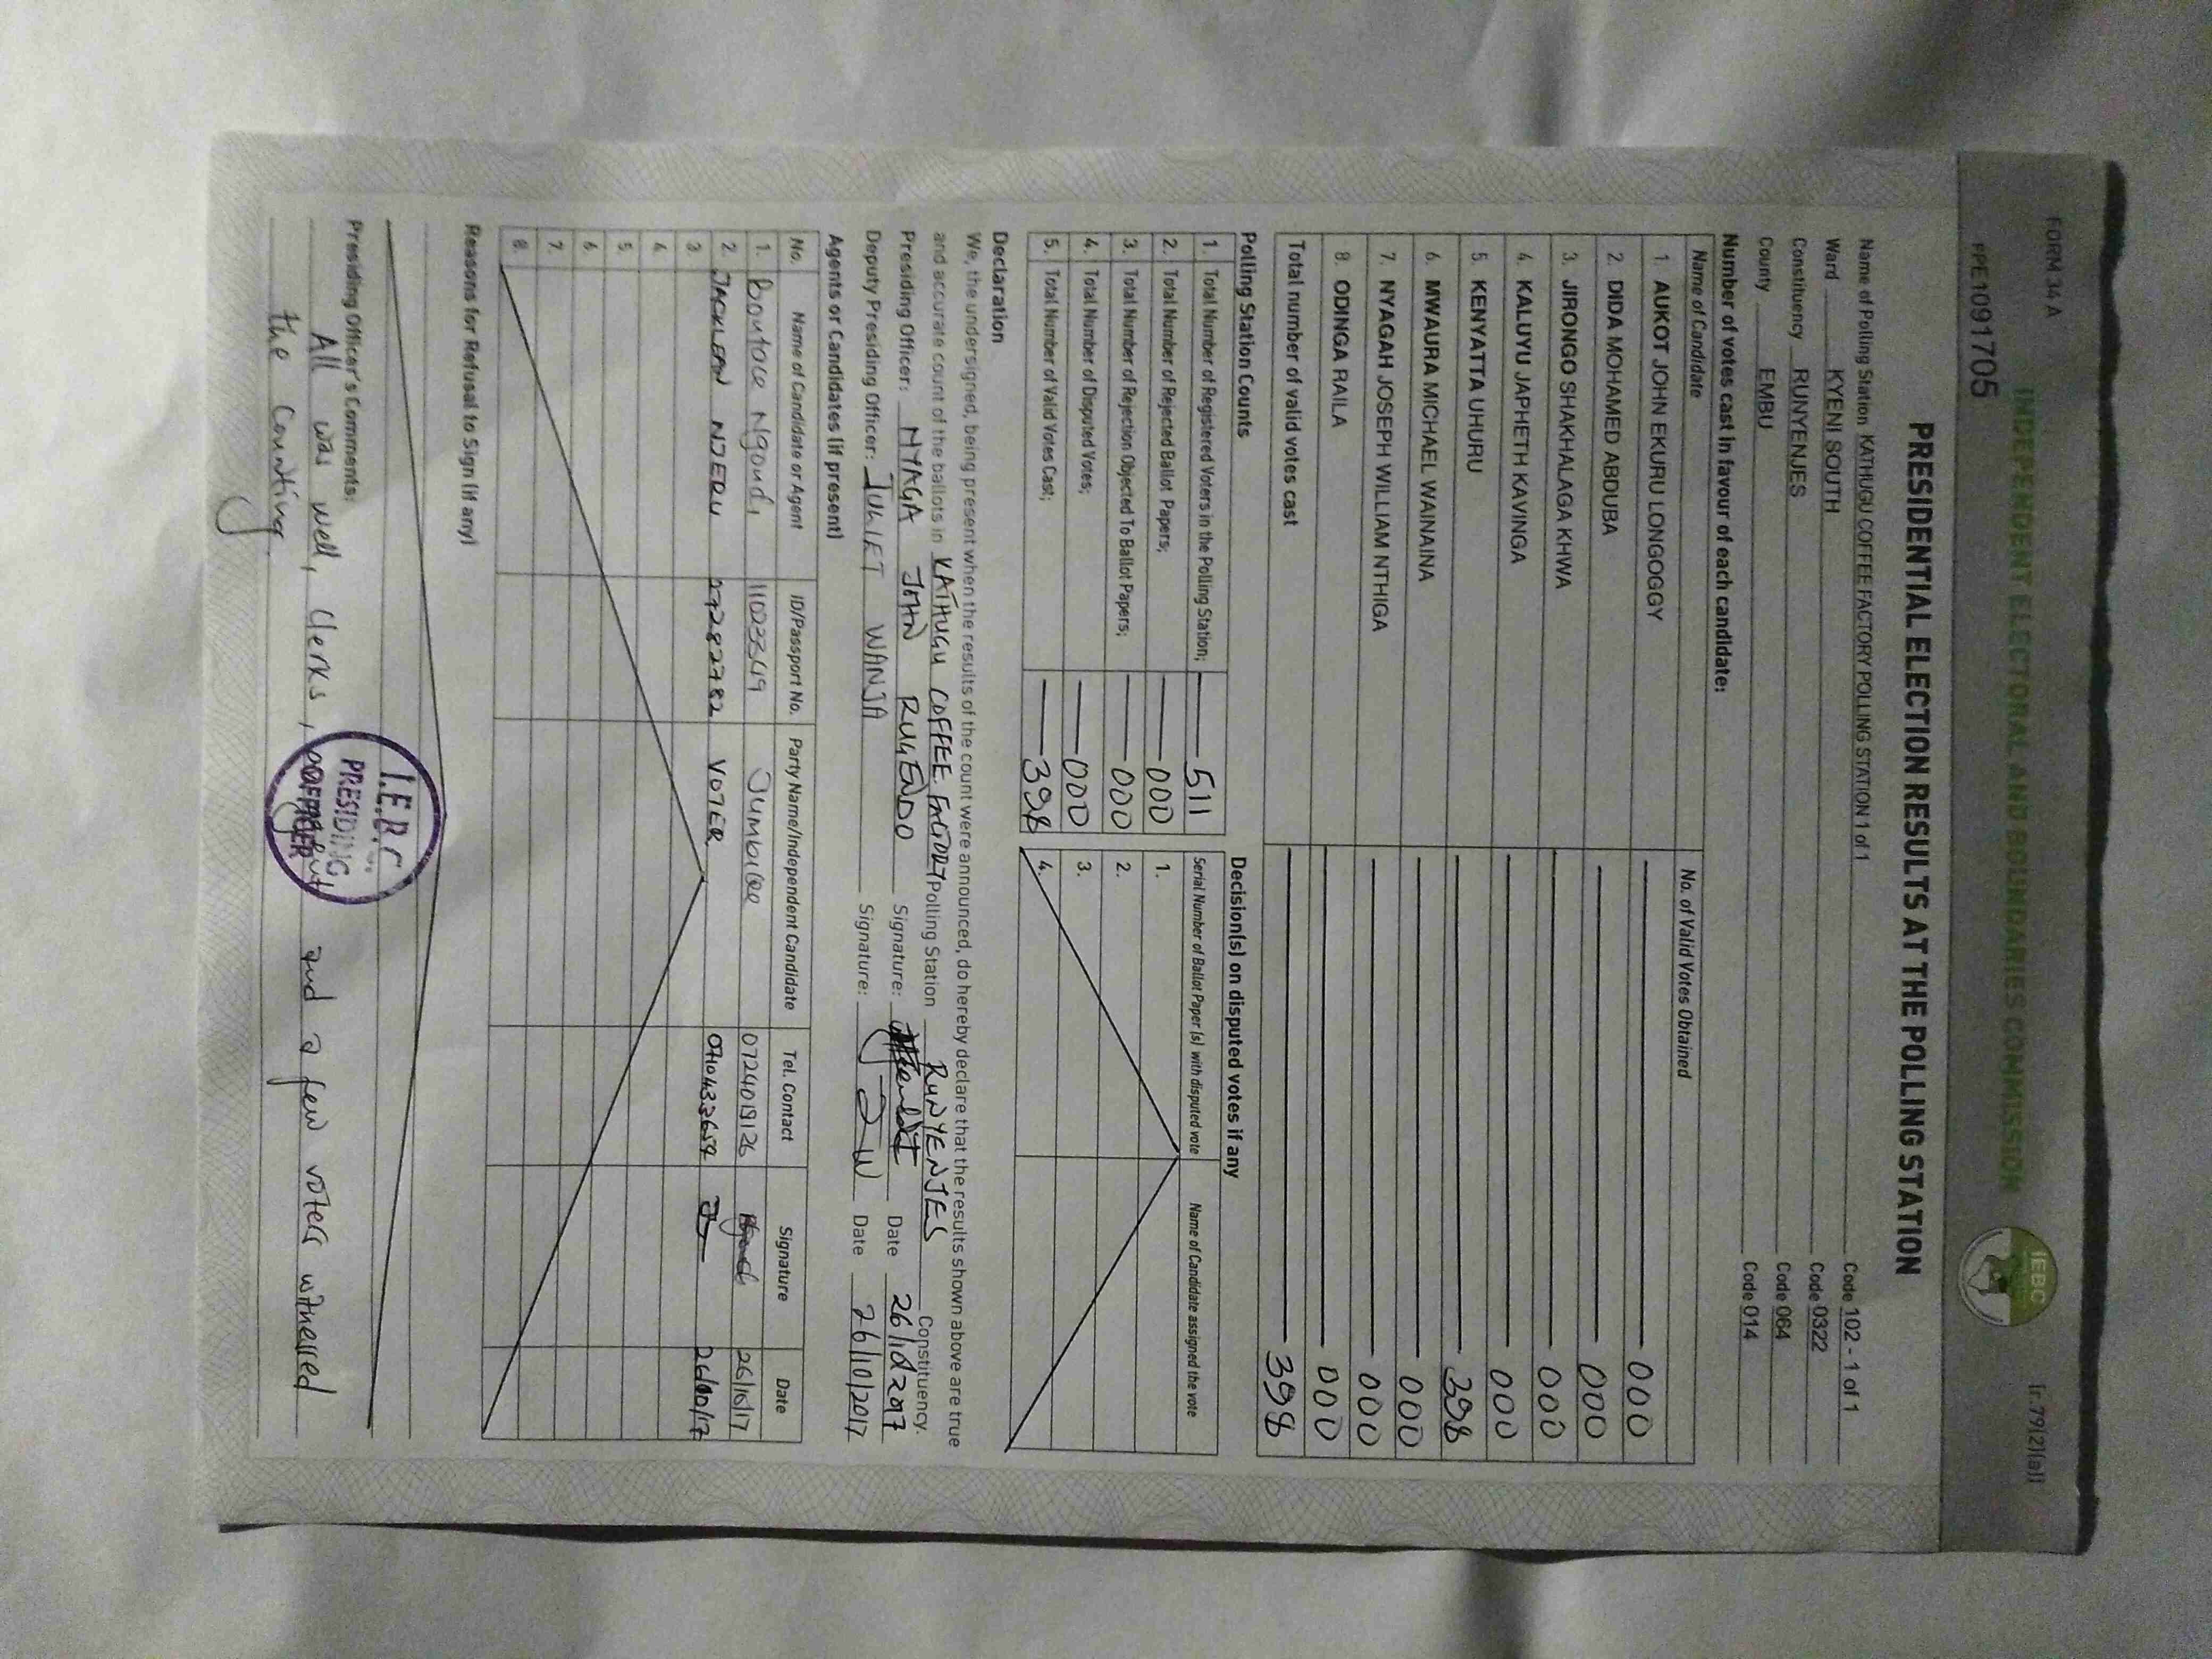 FORM 34 A
[r.79(2)(a)]
INDEPENDENT ELECTORAL AND BOUNDARIES COMMISSION
IEBC
PPE1091705
PRESIDENTIAL ELECTION RESULTS AT THE POLLING STATION
Name of Polling Station KATHUGU COFFEE FACTORY POLLING STATION 1 of 1 Code 102 - 1 of 1
Ward KYENI SOUTH Code 0322
Constituency RUNYENJES Code 064
County EMBU Code 014
Number of votes cast in favour of each candidate:
Name of Candidate No. of Valid Votes Obtained
1. AUKOT JOHN EKURU LONGOGGY 000
2. DIDA MOHAMED ABDUBA 000
3. JIRONGO SHAKHALAGA KHWA 000
4. KALUYU JAPHETH KAVINGA 000
5. KENYATTA UHURU 398
6. MWAURA MICHAEL WAINAINA 000
7. NYAGAH JOSEPH WILLIAM NTHIGA 000
8. ODINGA RAILA 000
Total number of valid votes cast 398
Polling Station Counts
1. Total Number of Registered Voters in the Polling Station; 511
2. Total Number of Rejected Ballot Papers; 000
3. Total Number of Rejection Objected To Ballot Papers; 000
4. Total Number of Disputed Votes; 000
5. Total Number of Valid Votes Cast; 398
Decision(s) on disputed votes if any
Serial Number of Ballot Paper (s) with disputed vote Name of Candidate assigned the vote
1.
2.
3.
4.
Declaration
We, the undersigned, being present when the results of the count were announced, do hereby declare that the results shown above are true
and accurate count of the ballots in KATHUGU COFFEE FACTORY Polling Station RUNYENJES Constituency.
Presiding Officer: NYAGA JOHN RUGENDO Signature: Date 26/10/2017
Deputy Presiding Officer: JULIET WANJA Signature: Date 26/10/2017
Agents or Candidates (if present)
No. Name of Candidate or Agent ID/Passport No. Party Name/Independent Candidate Tel. Contact Signature Date
1. Bonface Ngondi 11023349 Jumbilee 0724019126 26/10/17
2. JACKLEAN NJERU 27282782 VOTER 26/10/17
3.
4.
5.
6.
7.
8.
Reasons for Refusal to Sign (if any)
Presiding Officer's Comments:
All was well, clerks, and a few voters witnessed
the counting.
I.E.B.C
PRESIDING
OFFICER